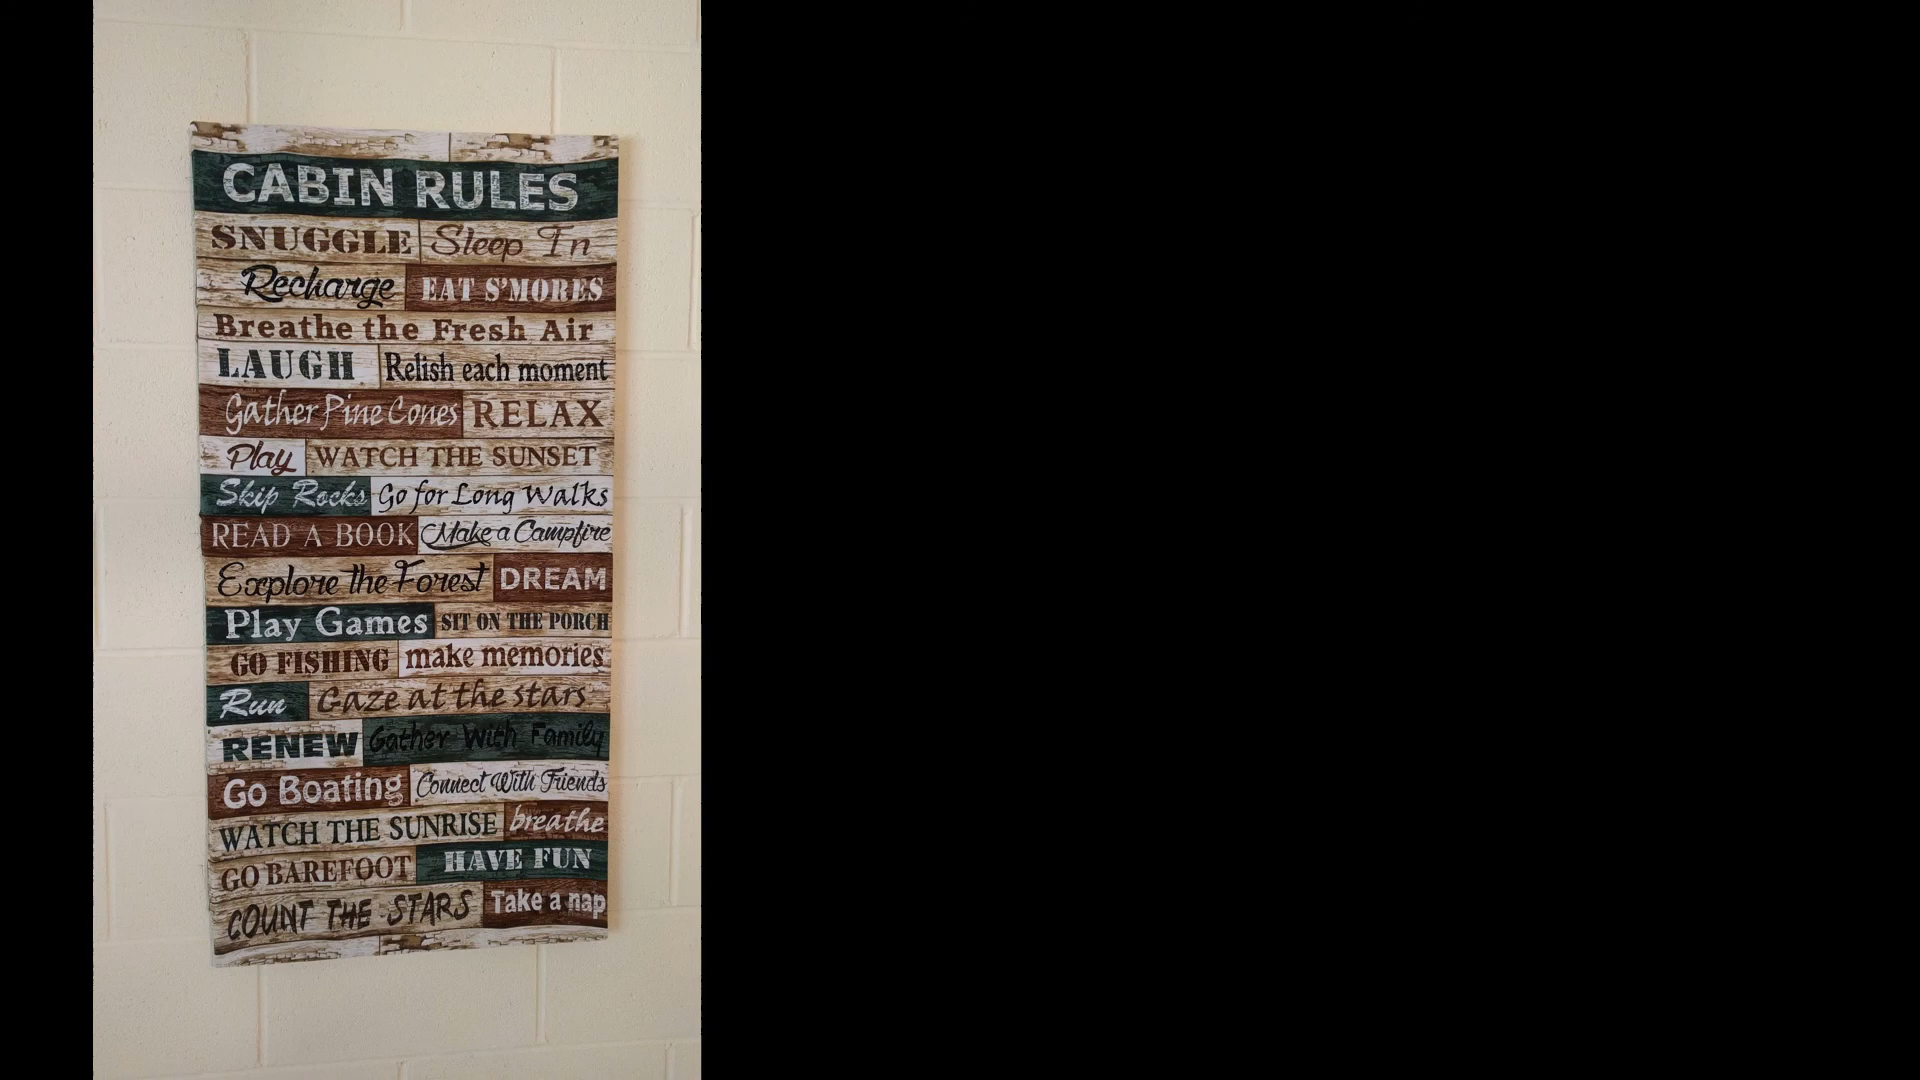 CABIN RULES
SNUGGLE Sleep In
Recharge EAT S'MORES
Breathe the Fresh Air
LAUGH Relish each moment
Gather Pine Cones RELAX
Play WATCH THE SUNSET
Skip Rocks Go for Long Walks
READ A BOOK Make a Campfire
Explore the Forest DREAM
Play Games SIT ON THE PORCH
GO FISHING make memories
Run Gaze at the stars
RENEW Gather With Family
Go Boating Connect With Friends
WATCH THE SUNRISE breathe
GO BAREFOOT HAVE FUN
COUNT THE STARS Take a nap